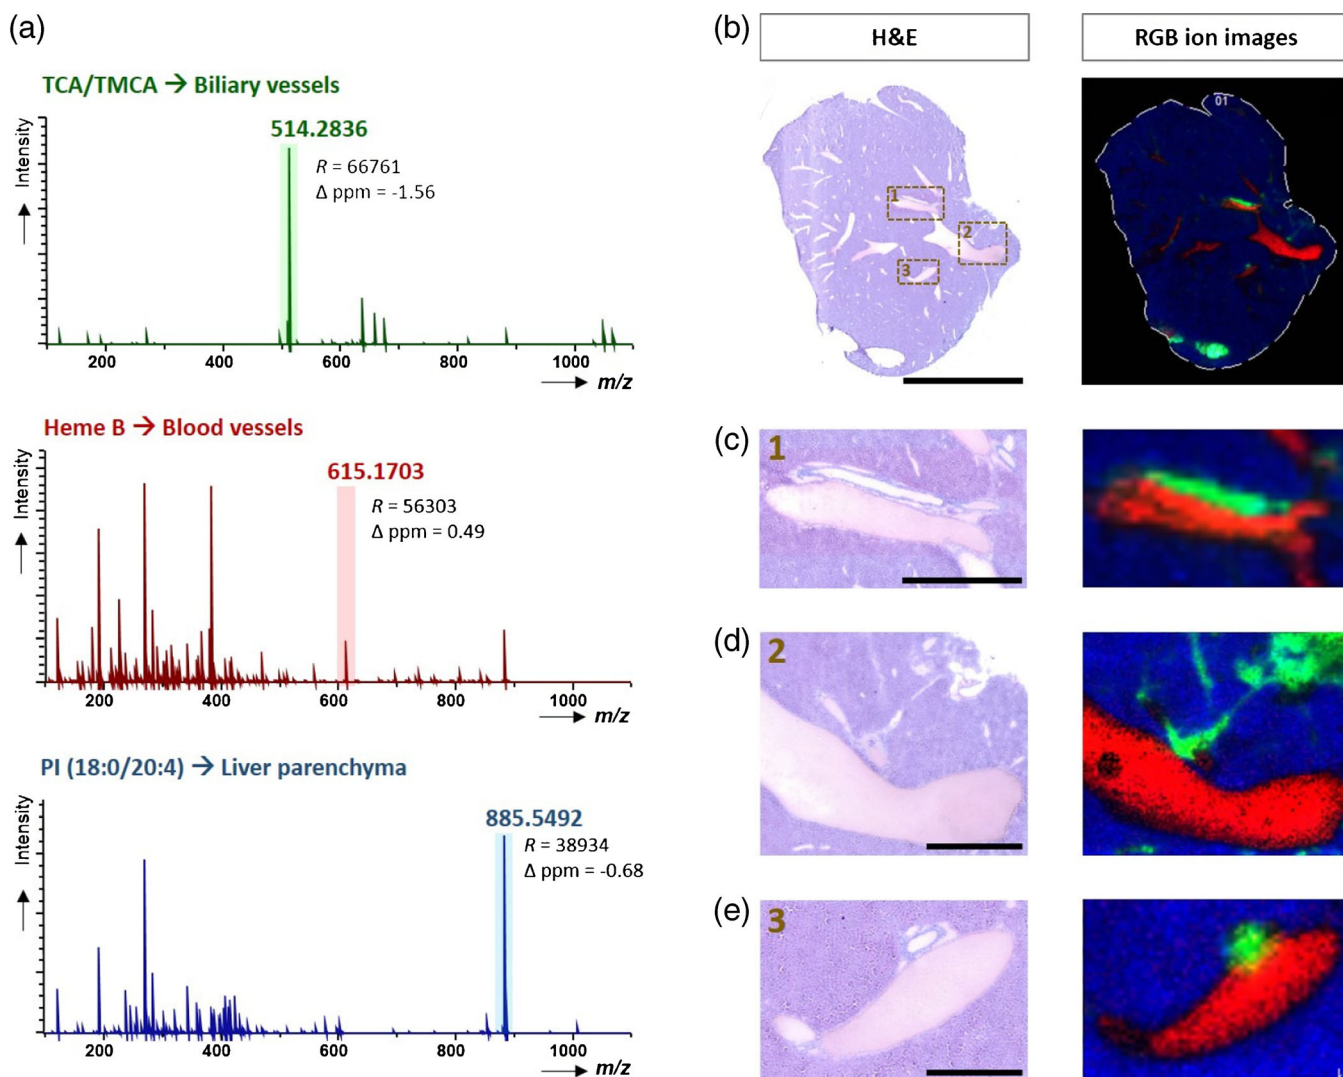 (a)
TCA/TMCA → Biliary vessels
514.2836
R = 66761
Δ ppm = -1.56
Intensity
200 400 600 800 1000
m/z
Heme B → Blood vessels
615.1703
R = 56303
Δ ppm = 0.49
Intensity
200 400 600 800 1000
m/z
PI (18:0/20:4) → Liver parenchyma
885.5492
R = 38934
Δ ppm = -0.68
Intensity
200 400 600 800 1000
m/z
(b)
H&E
RGB ion images
1
2
3
01
(c)
1
(d)
2
(e)
3